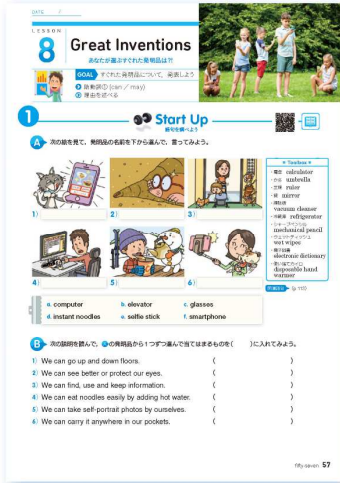 DATE /
LESSON
8
Great Inventions
あなたが選ぶすぐれた発明品は?!
GOAL すぐれた発明品について，発表しよう
助動詞① (can / may)
理由を述べる
1
Start Up
A 次の絵を見て，発明品の名前を下から選んで，言ってみよう。
1)
2)
3)
4)
5)
6)
Toolbox
電卓 calculator
かさ umbrella
定規 ruler
鏡 mirror
掃除機
vacuum cleaner
冷蔵庫 refrigerator
シャープペンシル
mechanical pencil
ウェットティッシュ
wet wipes
電子辞書
electronic dictionary
使い捨てカイロ
disposable hand
warmer
a. computer
b. elevator
c. glasses
d. instant noodles
e. selfie stick
f. smartphone
B 次の説明を読んで，Aの発明品から1つずつ選んで当てはまるものを( )に入れてみよう。
1) We can go up and down floors. ( )
2) We can see better or protect our eyes. ( )
3) We can find, use and keep information. ( )
4) We can eat noodles easily by adding hot water. ( )
5) We can take self-portrait photos by ourselves. ( )
6) We can carry it anywhere in our pockets. ( )
fifty-seven 57